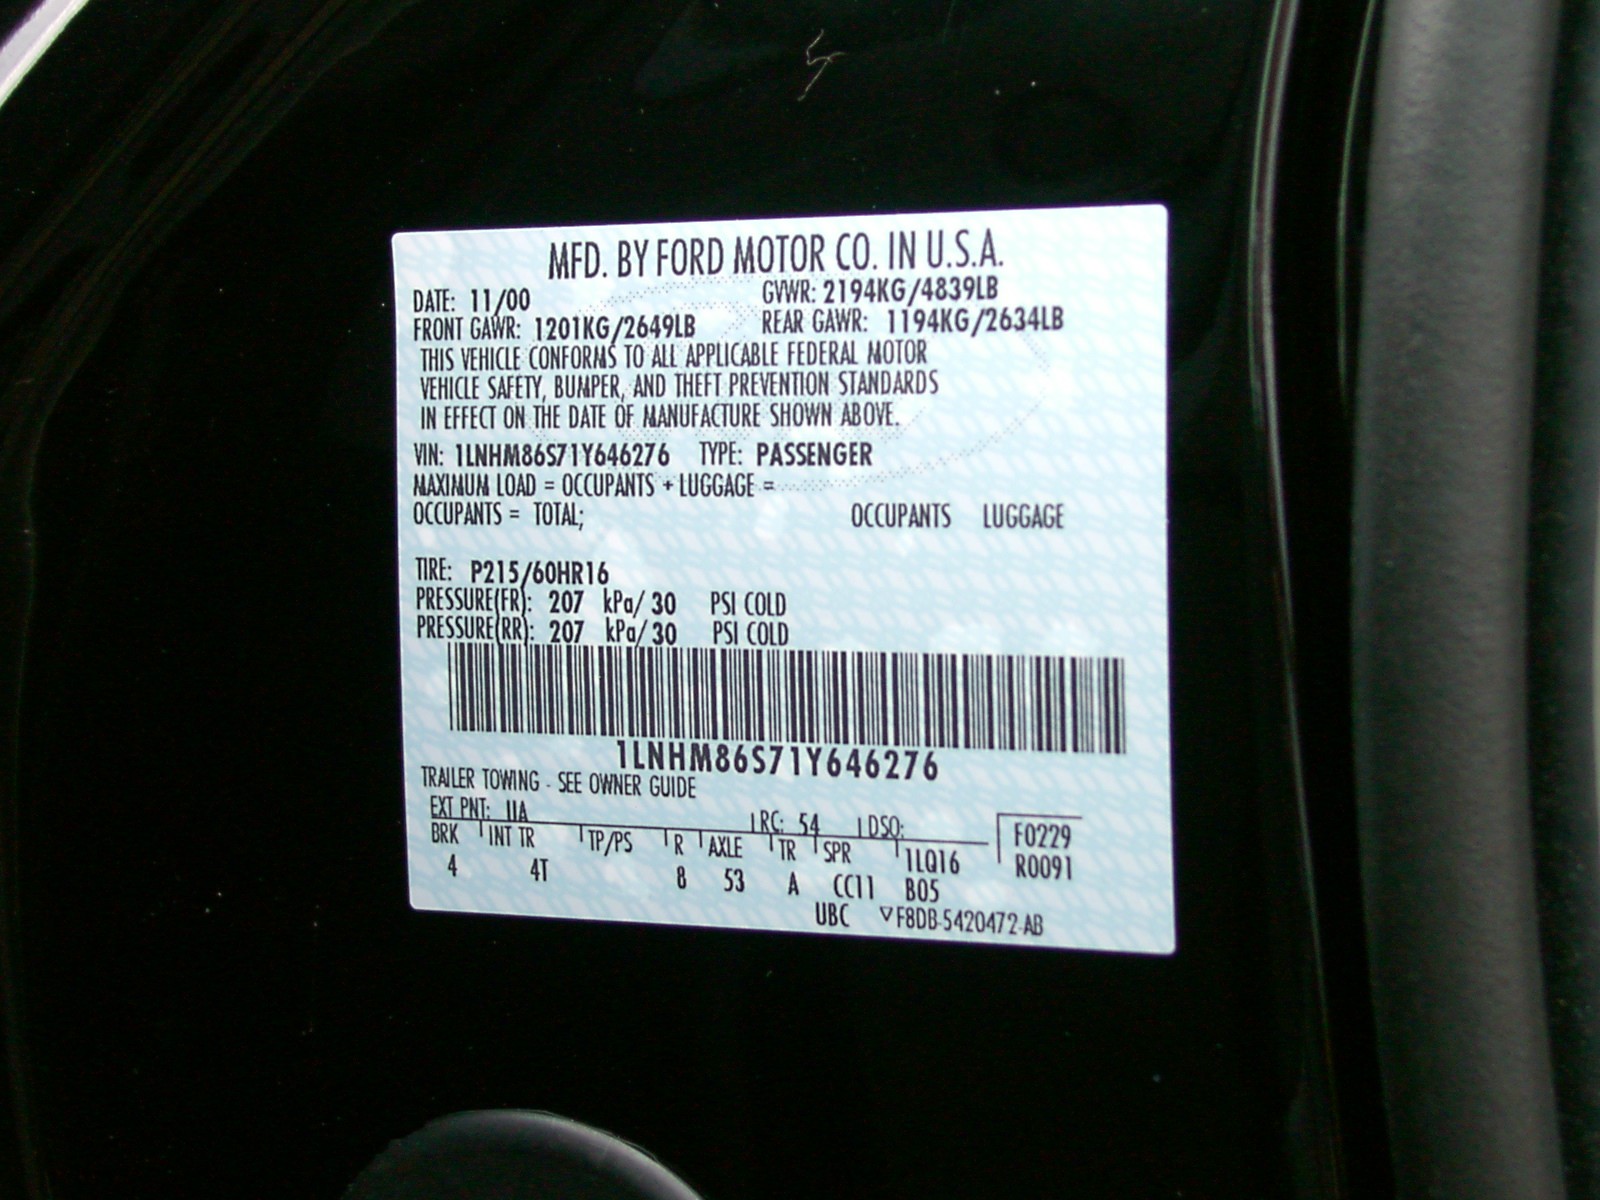 MFD. BY FORD MOTOR CO. IN U.S.A.
DATE: 11/00 GVWR: 2194KG/4839LB
FRONT GAWR: 1201KG/2649LB REAR GAWR: 1194KG/2634LB
THIS VEHICLE CONFORMS TO ALL APPLICABLE FEDERAL MOTOR
VEHICLE SAFETY, BUMPER, AND THEFT PREVENTION STANDARDS
IN EFFECT ON THE DATE OF MANUFACTURE SHOWN ABOVE.
VIN: 1LNHM86S71Y646276 TYPE: PASSENGER
MAXIMUM LOAD = OCCUPANTS + LUGGAGE =
OCCUPANTS = TOTAL; OCCUPANTS LUGGAGE
TIRE: P215/60HR16
PRESSURE(FR): 207 kPa/ 30 PSI COLD
PRESSURE(RR): 207 kPa/ 30 PSI COLD
1LNHM86S71Y646276
TRAILER TOWING - SEE OWNER GUIDE
EXT PNT: UA RC: 54 DSO: F0229
BRK INT TR TP/PS R AXLE TR SPR 1LQ16 R0091
4 4T 8 53 A CC11 B05
UBC ▽F8DB-5420472-AB